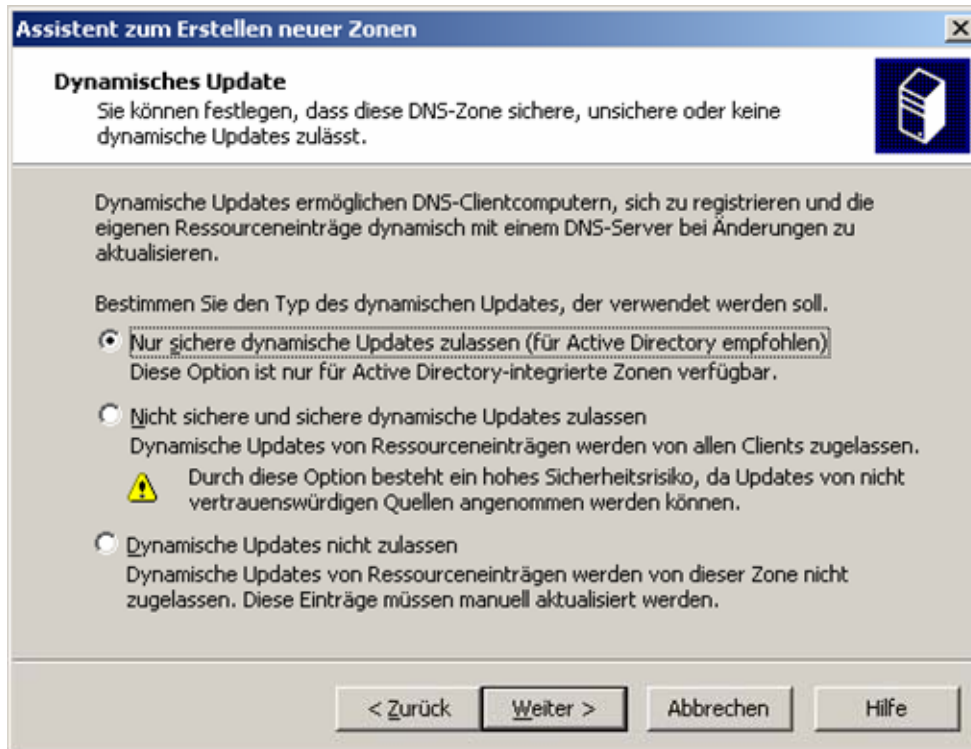 Assistent zum Erstellen neuer Zonen
Dynamisches Update
Sie können festlegen, dass diese DNS-Zone sichere, unsichere oder keine
dynamische Updates zulässt.
Dynamische Updates ermöglichen DNS-Clientcomputern, sich zu registrieren und die
eigenen Ressourceneinträge dynamisch mit einem DNS-Server bei Änderungen zu
aktualisieren.
Bestimmen Sie den Typ des dynamischen Updates, der verwendet werden soll.
Nur sichere dynamische Updates zulassen (für Active Directory empfohlen)
Diese Option ist nur für Active Directory-integrierte Zonen verfügbar.
Nicht sichere und sichere dynamische Updates zulassen
Dynamische Updates von Ressourceneinträgen werden von allen Clients zugelassen.
Durch diese Option besteht ein hohes Sicherheitsrisiko, da Updates von nicht
vertrauenswürdigen Quellen angenommen werden können.
Dynamische Updates nicht zulassen
Dynamische Updates von Ressourceneinträgen werden von dieser Zone nicht
zugelassen. Diese Einträge müssen manuell aktualisiert werden.
< Zurück Weiter > Abbrechen Hilfe